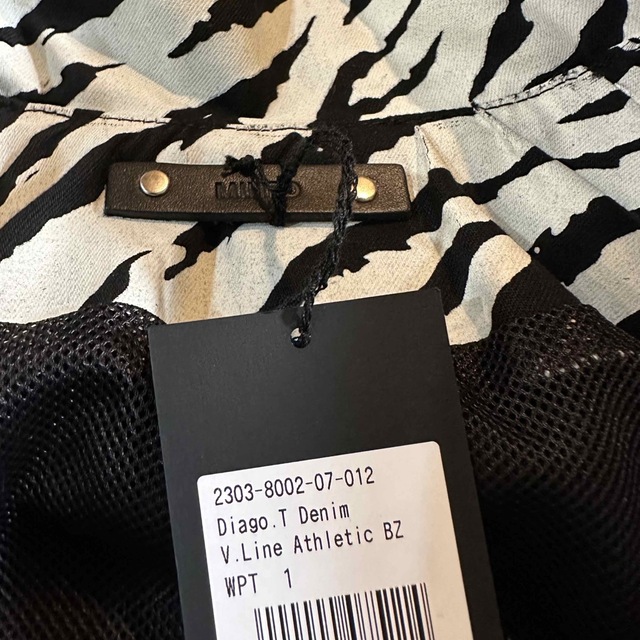 2303-8002-07-012
Diago.T Denim
V.Line Athletic BZ
WPT 1